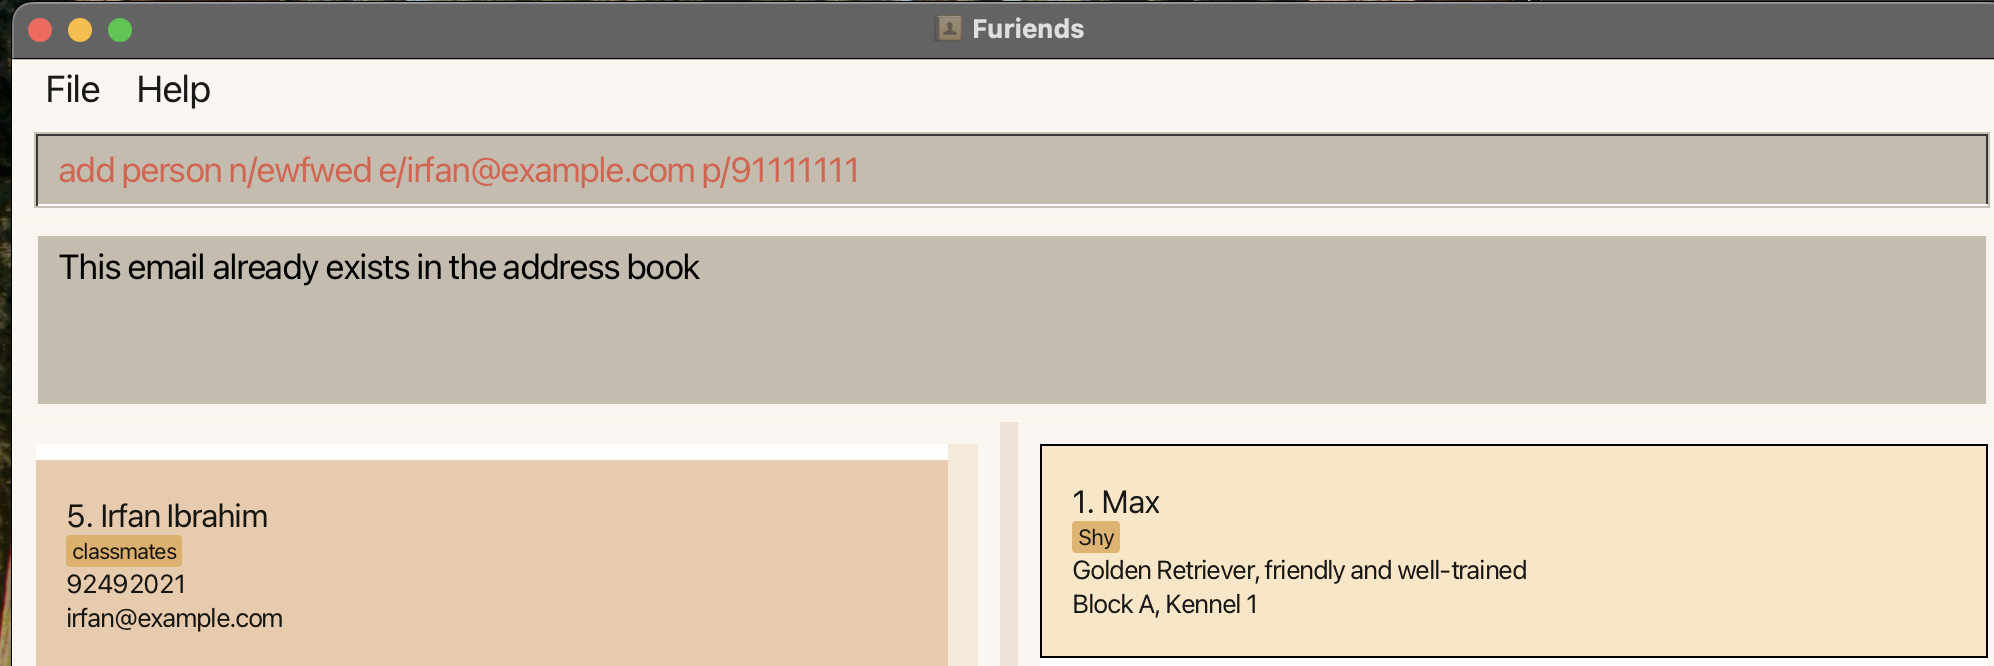 Furiends
File Help
add person n/ewfwed e/irfan@example.com p/91111111
This email already exists in the address book
5. Irfan Ibrahim
classmates
92492021
irfan@example.com
1. Max
Shy
Golden Retriever, friendly and well-trained
Block A, Kennel 1